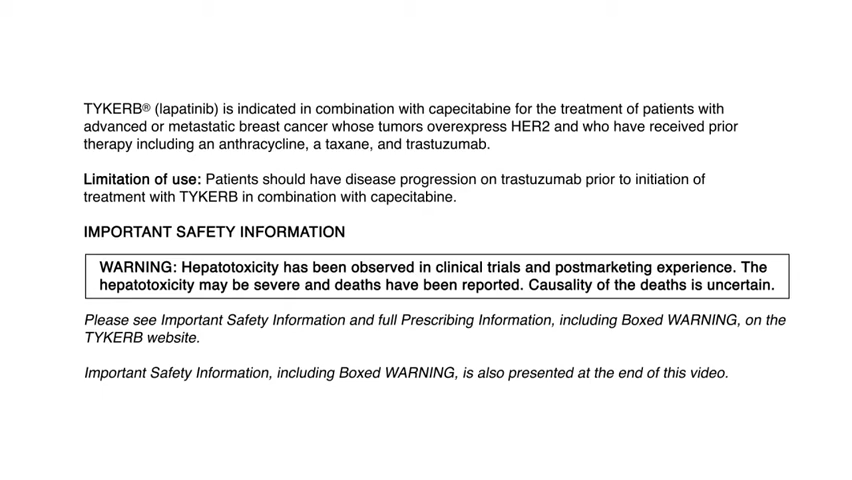 TYKERB® (lapatinib) is indicated in combination with capecitabine for the treatment of patients with
advanced or metastatic breast cancer whose tumors overexpress HER2 and who have received prior
therapy including an anthracycline, a taxane, and trastuzumab.
Limitation of use: Patients should have disease progression on trastuzumab prior to initiation of
treatment with TYKERB in combination with capecitabine.
IMPORTANT SAFETY INFORMATION
WARNING: Hepatotoxicity has been observed in clinical trials and postmarketing experience. The
hepatotoxicity may be severe and deaths have been reported. Causality of the deaths is uncertain.
Please see Important Safety Information and full Prescribing Information, including Boxed WARNING, on the
TYKERB website.
Important Safety Information, including Boxed WARNING, is also presented at the end of this video.